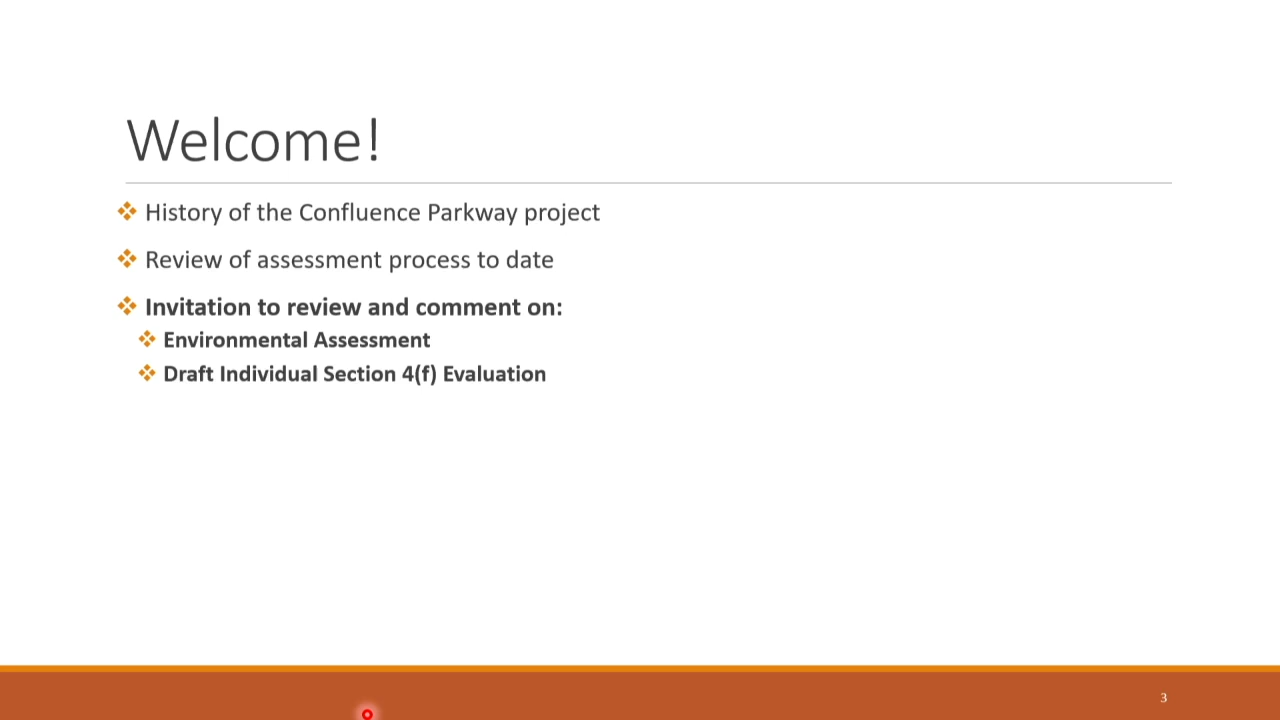 Welcome!
History of the Confluence Parkway project
Review of assessment process to date
Invitation to review and comment on:
Environmental Assessment
Draft Individual Section 4(f) Evaluation
3